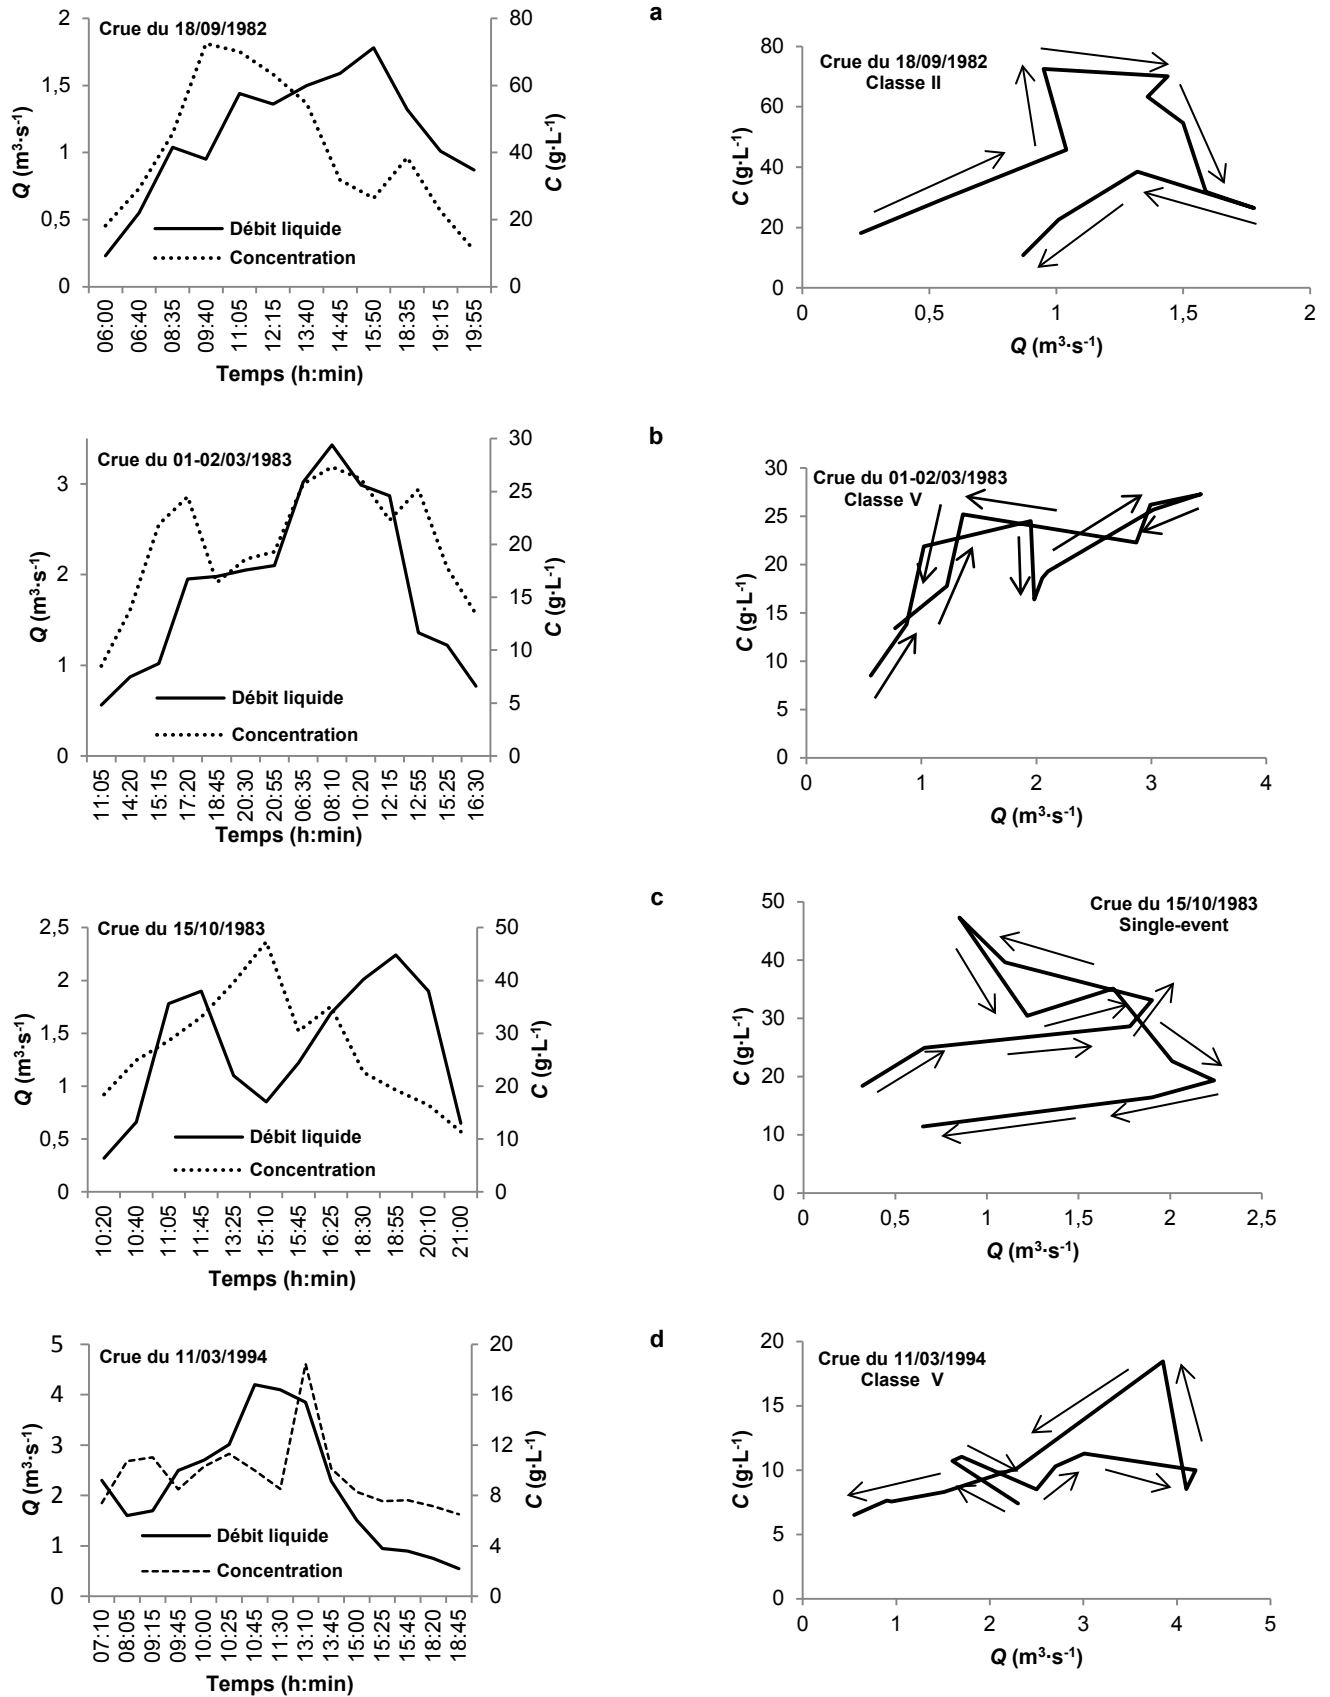 a
Crue du 18/09/1982
2
1,5
1
0,5
0
Q (m³·s⁻¹)
80
60
40
20
0
C (g·L⁻¹)
Débit liquide
Concentration
06:00 06:40 08:35 09:40 11:05 12:15 13:40 14:45 15:50 18:35 19:15 19:55
Temps (h:min)
Crue du 18/09/1982
Classe II
80
60
40
20
0
C (g·L⁻¹)
0 0,5 1 1,5 2
Q (m³·s⁻¹)
b
Crue du 01-02/03/1983
3
2
1
0
Q (m³·s⁻¹)
30
25
20
15
10
5
0
C (g·L⁻¹)
Débit liquide
Concentration
11:05 14:20 15:15 17:20 18:45 20:30 20:55 06:35 08:10 10:20 12:15 12:55 15:25 16:30
Temps (h:min)
Crue du 01-02/03/1983
Classe V
30
25
20
15
10
5
0
C (g·L⁻¹)
0 1 2 3 4
Q (m³·s⁻¹)
c
Crue du 15/10/1983
2,5
2
1,5
1
0,5
0
Q (m³·s⁻¹)
50
40
30
20
10
0
C (g·L⁻¹)
Débit liquide
Concentration
10:20 10:40 11:05 11:45 13:25 15:10 15:45 16:25 18:30 18:55 20:10 21:00
Temps (h:min)
Crue du 15/10/1983
Single-event
50
40
30
20
10
0
C (g·L⁻¹)
0 0,5 1 1,5 2 2,5
Q (m³·s⁻¹)
d
Crue du 11/03/1994
5
4
3
2
1
0
Q (m³·s⁻¹)
20
16
12
8
4
0
C (g·L⁻¹)
Débit liquide
Concentration
07:10 08:05 09:15 09:45 10:00 10:25 10:45 11:30 13:10 13:45 15:00 15:25 15:45 18:20 18:45
Temps (h:min)
Crue du 11/03/1994
Classe V
20
15
10
5
0
C (g·L⁻¹)
0 1 2 3 4 5
Q (m³·s⁻¹)